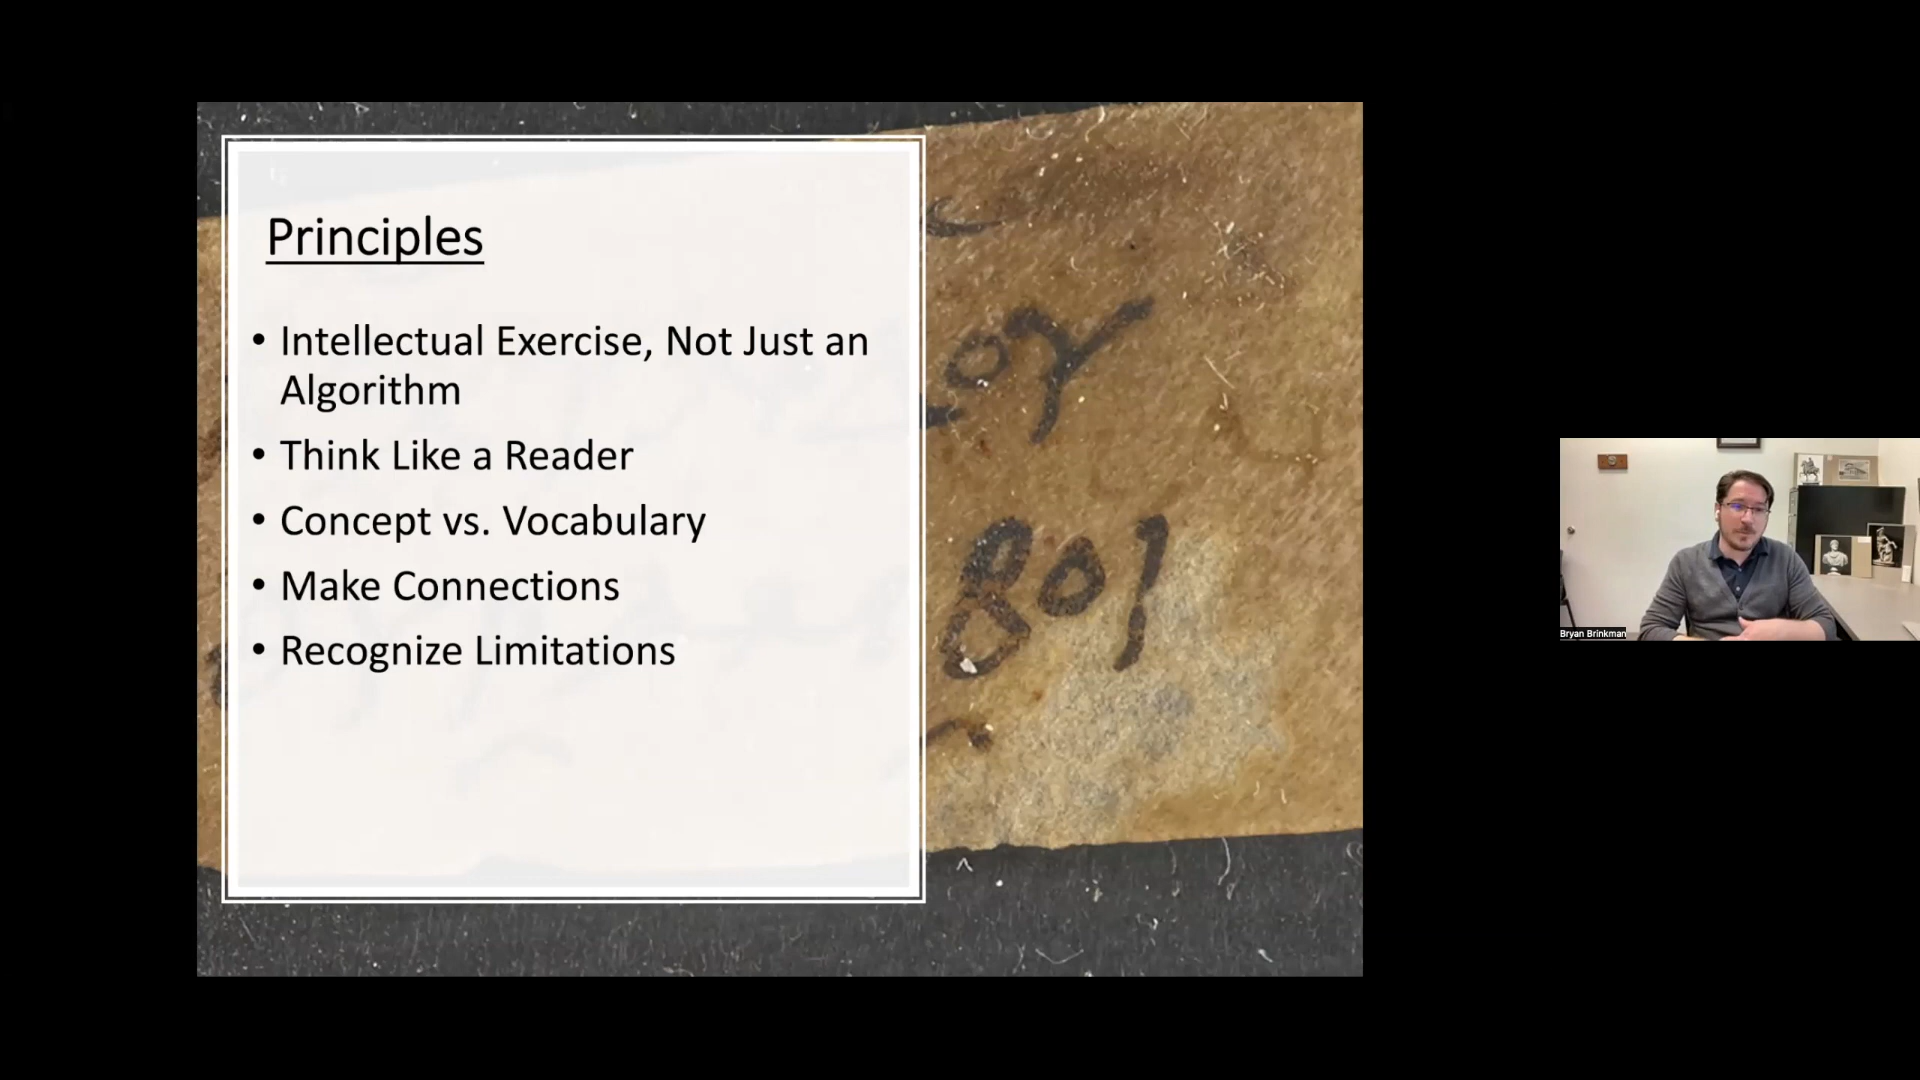 Principles
• Intellectual Exercise, Not Just an
Algorithm
• Think Like a Reader
• Concept vs. Vocabulary
• Make Connections
• Recognize Limitations
801
Bryan Brinkman